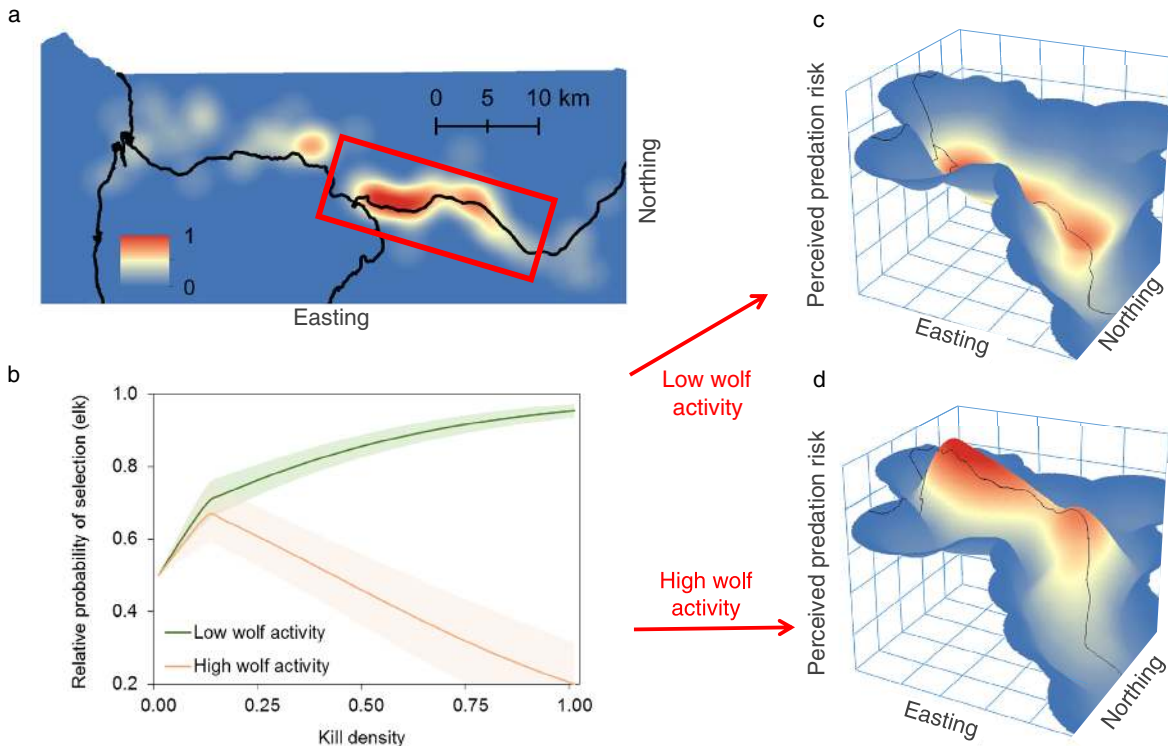 a
0 5 10 km
1
0
Easting
Northing
b
Relative probability of selection (elk)
1.0
0.8
0.6
0.4
0.2
Low wolf activity
High wolf activity
0.00 0.25 0.50 0.75 1.00
Kill density
Low wolf
activity
High wolf
activity
c
Perceived predation risk
Easting
Northing
d
Perceived predation risk
Easting
Northing